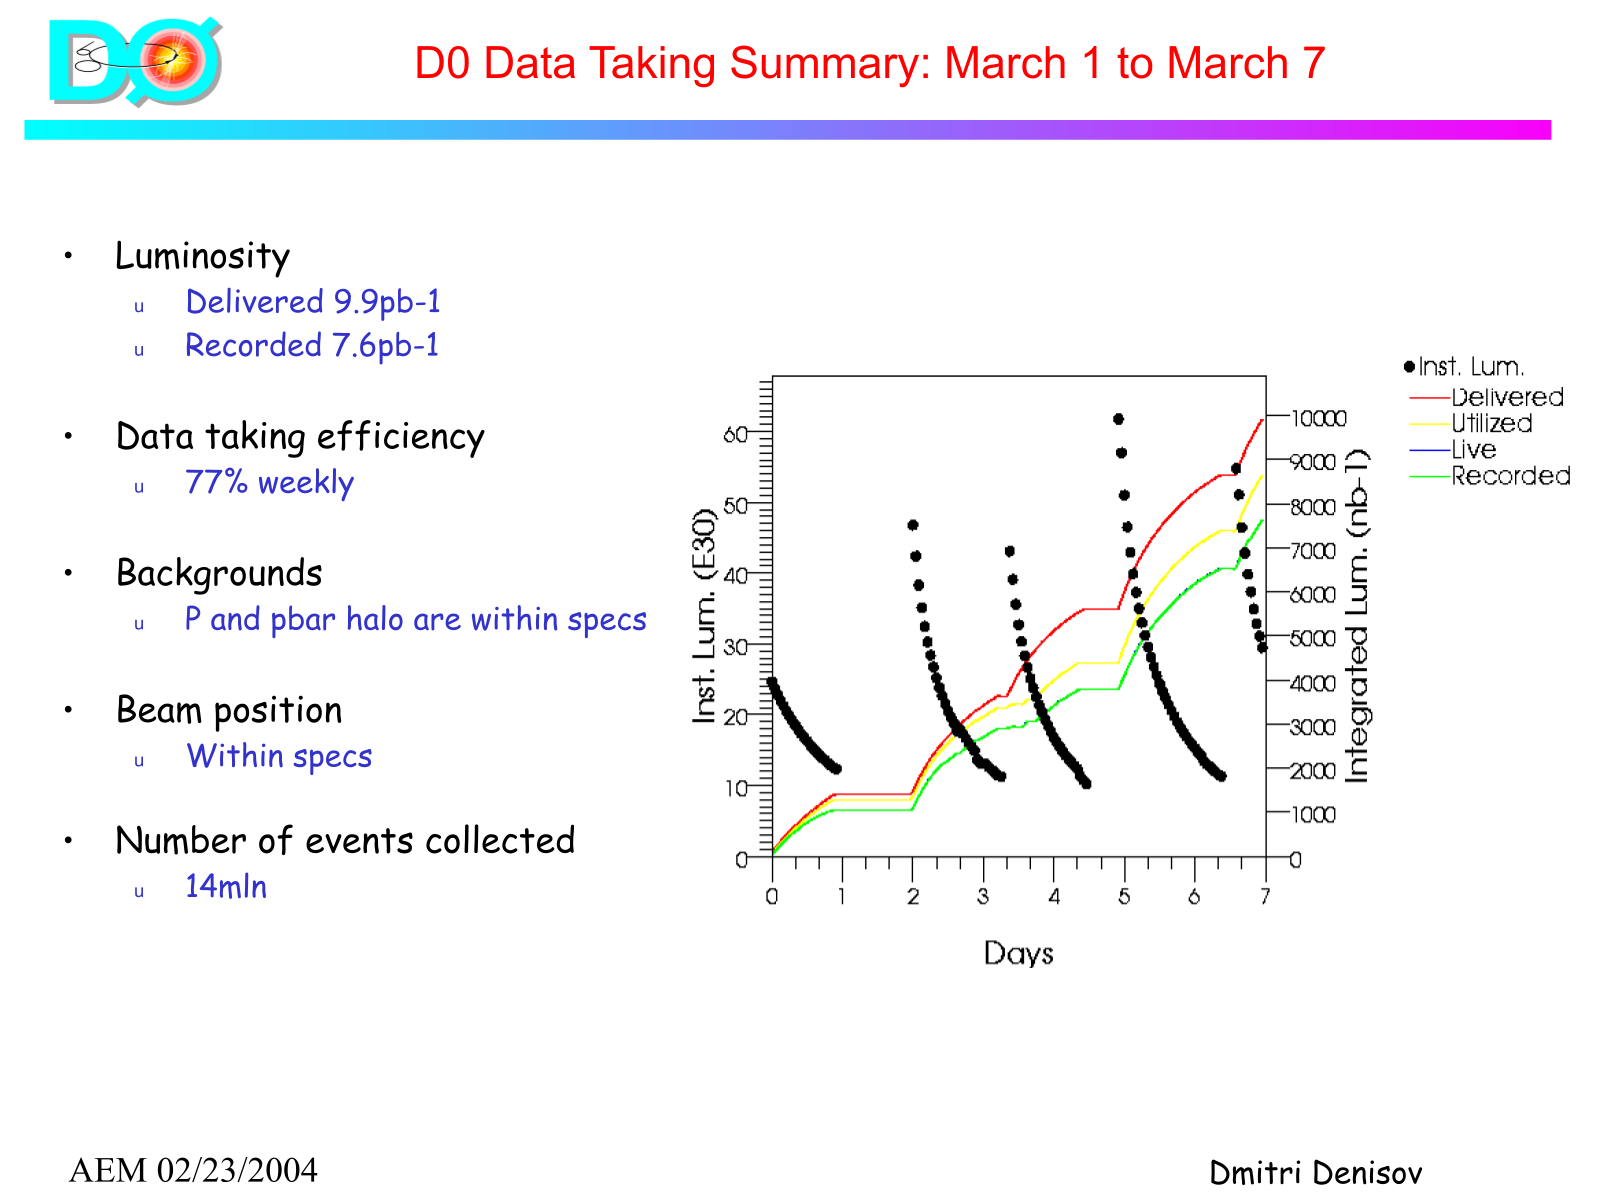 DØ
D0 Data Taking Summary: March 1 to March 7
• Luminosity
u Delivered 9.9pb-1
u Recorded 7.6pb-1
• Data taking efficiency
u 77% weekly
• Backgrounds
u P and pbar halo are within specs
• Beam position
u Within specs
• Number of events collected
u 14mln
Inst. Lum.
Delivered
Utilized
Live
Recorded
Inst. Lum. (E30)
60
50
40
30
20
10
0
Integrated Lum. (nb-1)
10000
9000
8000
7000
6000
5000
4000
3000
2000
1000
0
0 1 2 3 4 5 6 7
Days
AEM 02/23/2004
Dmitri Denisov